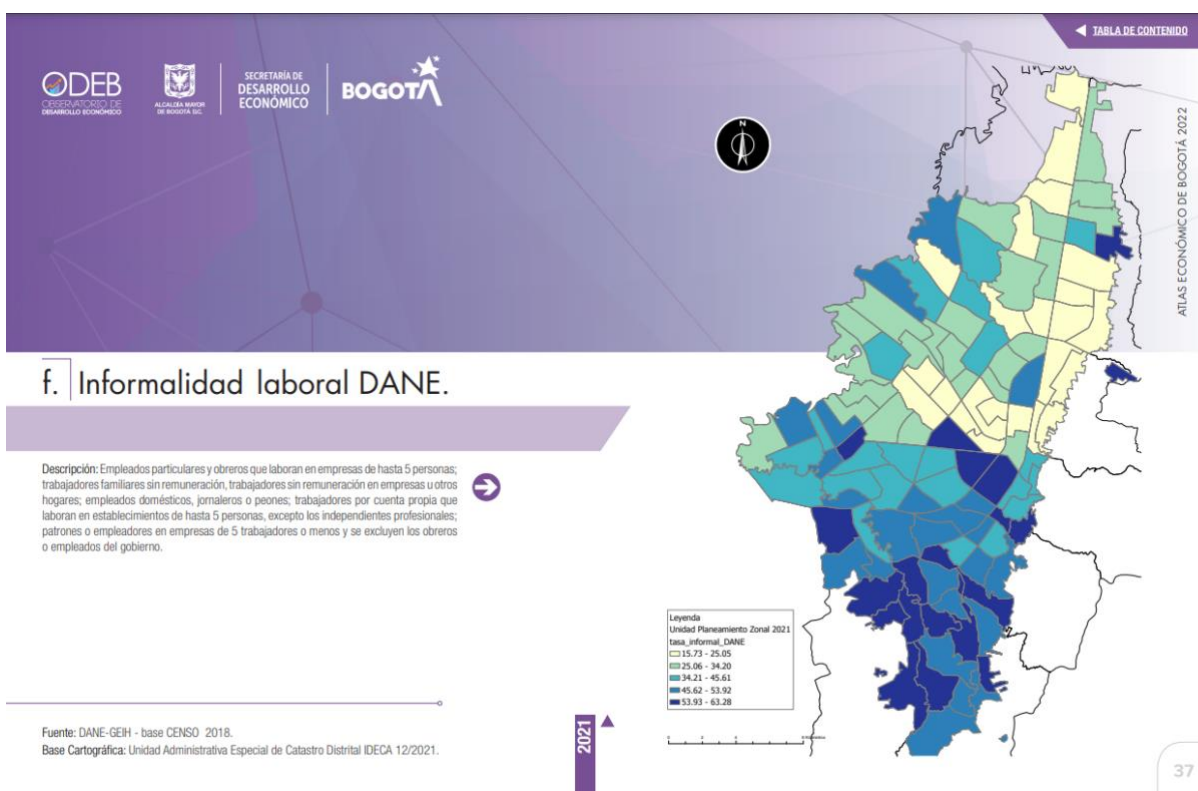 TABLA DE CONTENIDO
ODEB
OBSERVATORIO DE
DESARROLLO ECONÓMICO
ALCALDÍA MAYOR
DE BOGOTÁ D.C.
SECRETARÍA DE
DESARROLLO
ECONÓMICO
BOGOTÁ
N
ATLAS ECONÓMICO DE BOGOTÁ 2022
f. Informalidad laboral DANE.
Descripción: Empleados particulares y obreros que laboran en empresas de hasta 5 personas;
trabajadores familiares sin remuneración, trabajadores sin remuneración en empresas u otros
hogares; empleados domésticos, jornaleros o peones; trabajadores por cuenta propia que
laboran en establecimientos de hasta 5 personas, excepto los independientes profesionales;
patrones o empleadores en empresas de 5 trabajadores o menos y se excluyen los obreros
o empleados del gobierno.
Leyenda
Unidad Planeamiento Zonal 2021
tasa_informal_DANE
15.73 - 25.05
25.06 - 34.20
34.21 - 45.61
45.62 - 53.92
53.93 - 63.28
Fuente: DANE-GEIH - base CENSO 2018.
Base Cartográfica: Unidad Administrativa Especial de Catastro Distrital IDECA 12/2021.
2021
37